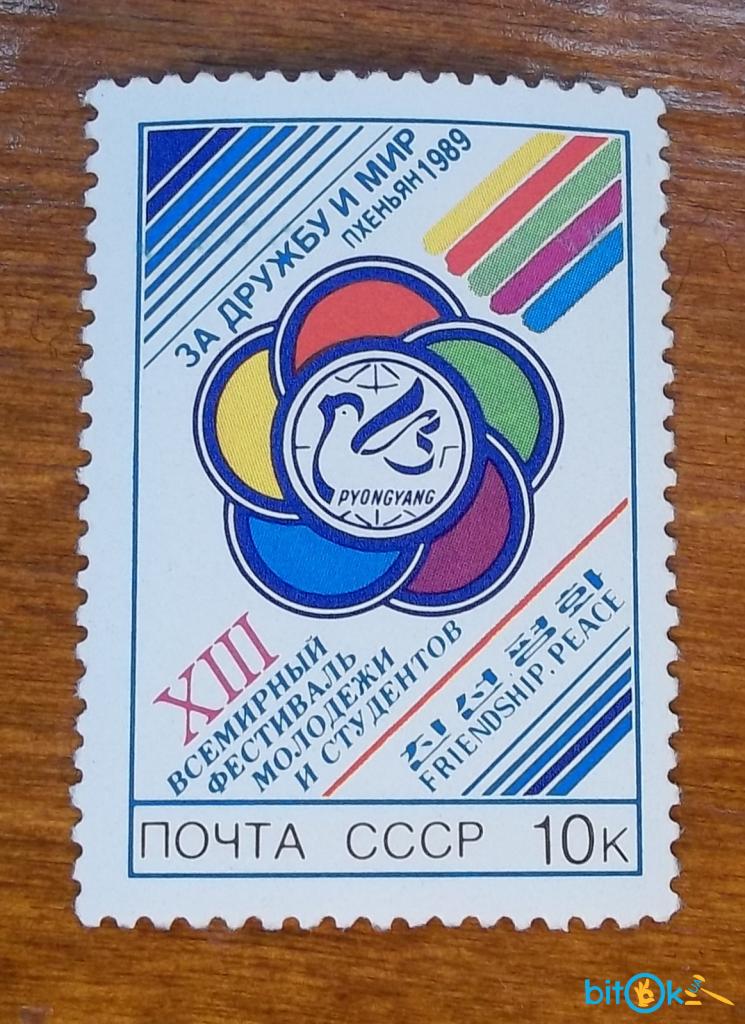 ЗА ДРУЖБУ И МИР
ПХЕНЬЯН 1989
PYONGYANG
XIII
ВСЕМИРНЫЙ
ФЕСТИВАЛЬ
МОЛОДЕЖИ
И СТУДЕНТОВ
친선 평화
FRIENDSHIP, PEACE
ПОЧТА СССР 10к
bitOk UA